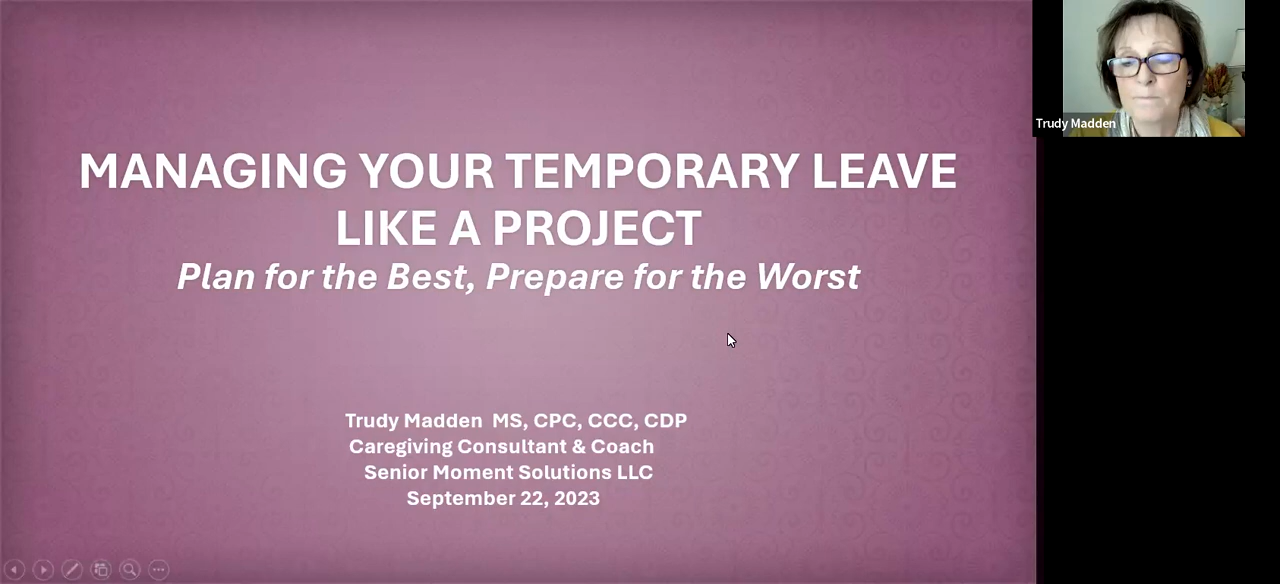 MANAGING YOUR TEMPORARY LEAVE
LIKE A PROJECT
Plan for the Best, Prepare for the Worst
Trudy Madden MS, CPC, CCC, CDP
Caregiving Consultant & Coach
Senior Moment Solutions LLC
September 22, 2023
Trudy Madden